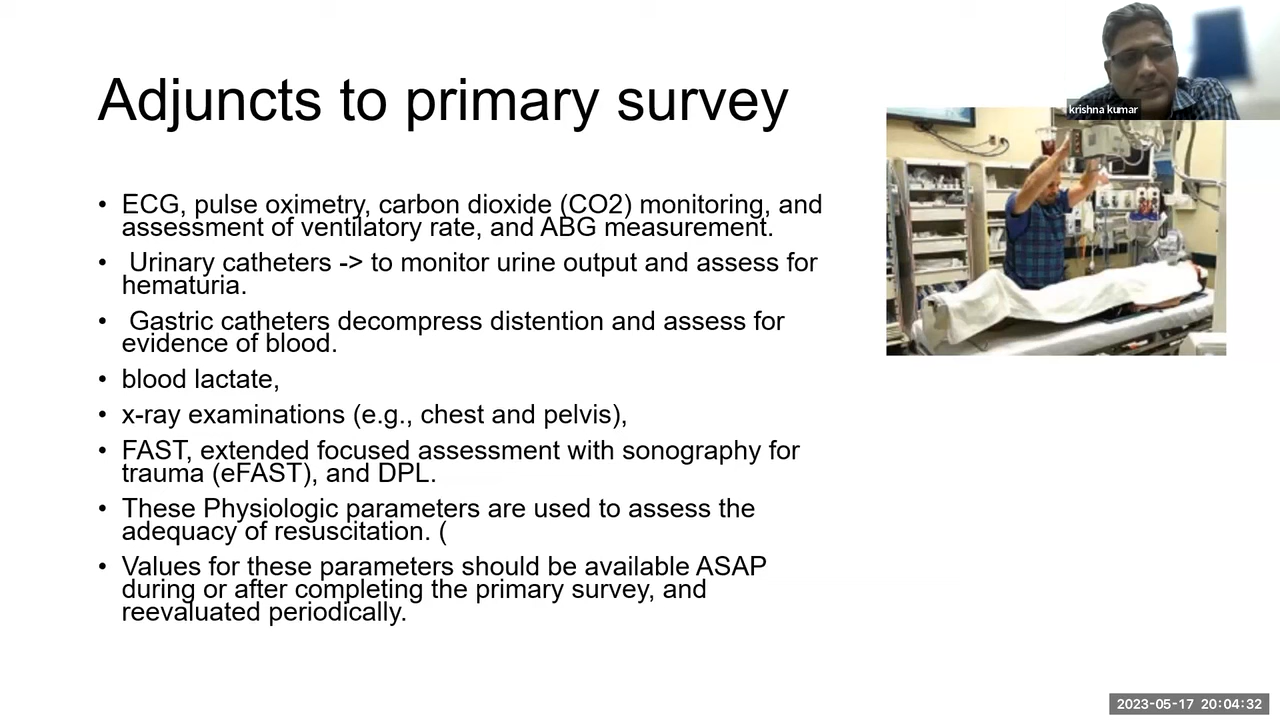 krishna kumar
Adjuncts to primary survey
• ECG, pulse oximetry, carbon dioxide (CO2) monitoring, and
assessment of ventilatory rate, and ABG measurement.
• Urinary catheters -> to monitor urine output and assess for
hematuria.
• Gastric catheters decompress distention and assess for
evidence of blood.
• blood lactate,
• x-ray examinations (e.g., chest and pelvis),
• FAST, extended focused assessment with sonography for
trauma (eFAST), and DPL.
• These Physiologic parameters are used to assess the
adequacy of resuscitation. (
• Values for these parameters should be available ASAP
during or after completing the primary survey, and
reevaluated periodically.
2023-05-17 20:04:32